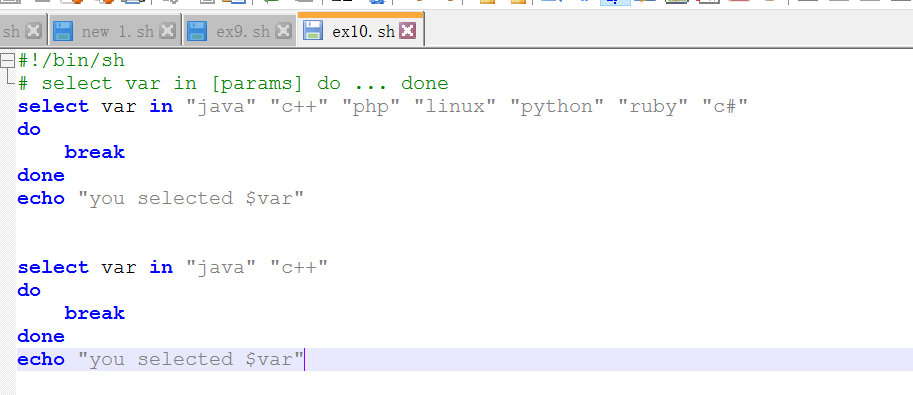 sh new 1.sh ex9.sh ex10.sh
#!/bin/sh
# select var in [params] do ... done
select var in "java" "c++" "php" "linux" "python" "ruby" "c#"
do
    break
done
echo "you selected $var"
select var in "java" "c++"
do
    break
done
echo "you selected $var"